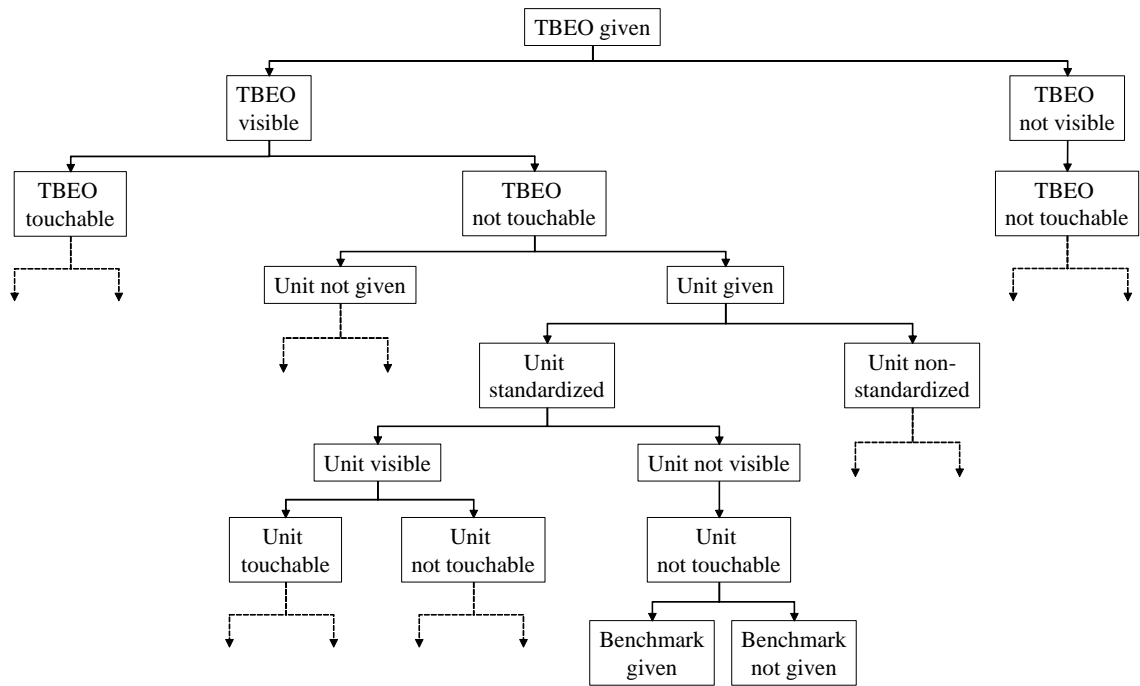 TBEO given
TBEO
visible
TBEO
not visible
TBEO
touchable
TBEO
not touchable
TBEO
not touchable
Unit not given
Unit given
Unit
standardized
Unit non-
standardized
Unit visible
Unit not visible
Unit
touchable
Unit
not touchable
Unit
not touchable
Benchmark
given
Benchmark
not given